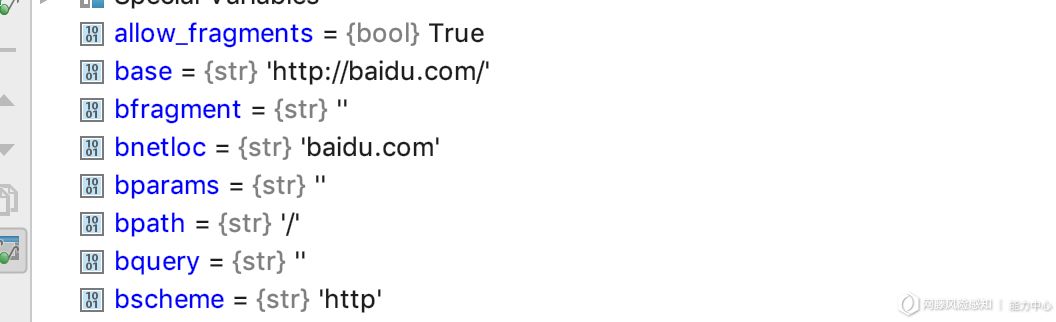 Special Variables
allow_fragments = {bool} True
base = {str} 'http://baidu.com/'
bfragment = {str} ''
bnetloc = {str} 'baidu.com'
bparams = {str} ''
bpath = {str} '/'
bquery = {str} ''
bscheme = {str} 'http'
网藤风险感知 | 能力中心